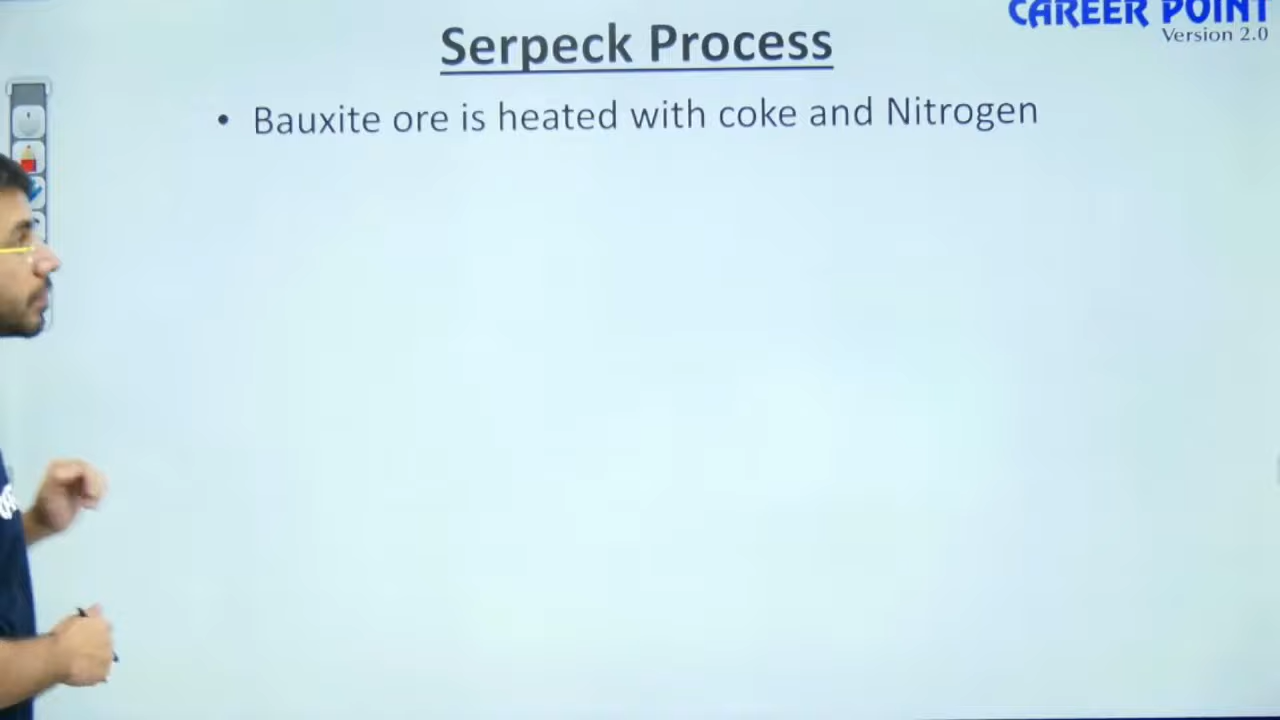 CAREER POINT
Version 2.0
Serpeck Process
• Bauxite ore is heated with coke and Nitrogen